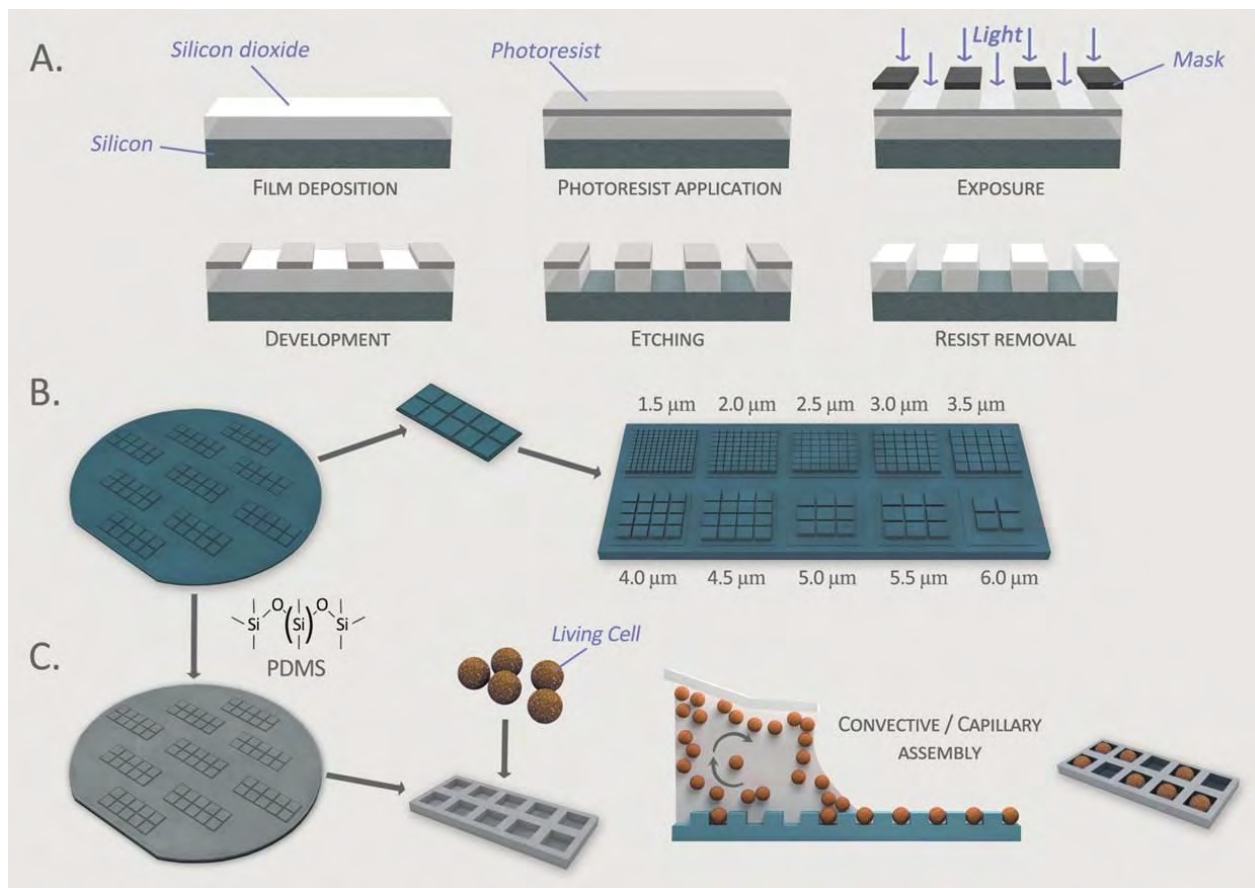 A.
Silicon dioxide
Silicon
FILM DEPOSITION
Photoresist
PHOTORESIST APPLICATION
Light
Mask
EXPOSURE
DEVELOPMENT
ETCHING
RESIST REMOVAL
B.
1.5 μm 2.0 μm 2.5 μm 3.0 μm 3.5 μm
4.0 μm 4.5 μm 5.0 μm 5.5 μm 6.0 μm
O O
Si (Si) Si
PDMS
C.
Living Cell
CONVECTIVE / CAPILLARY
ASSEMBLY